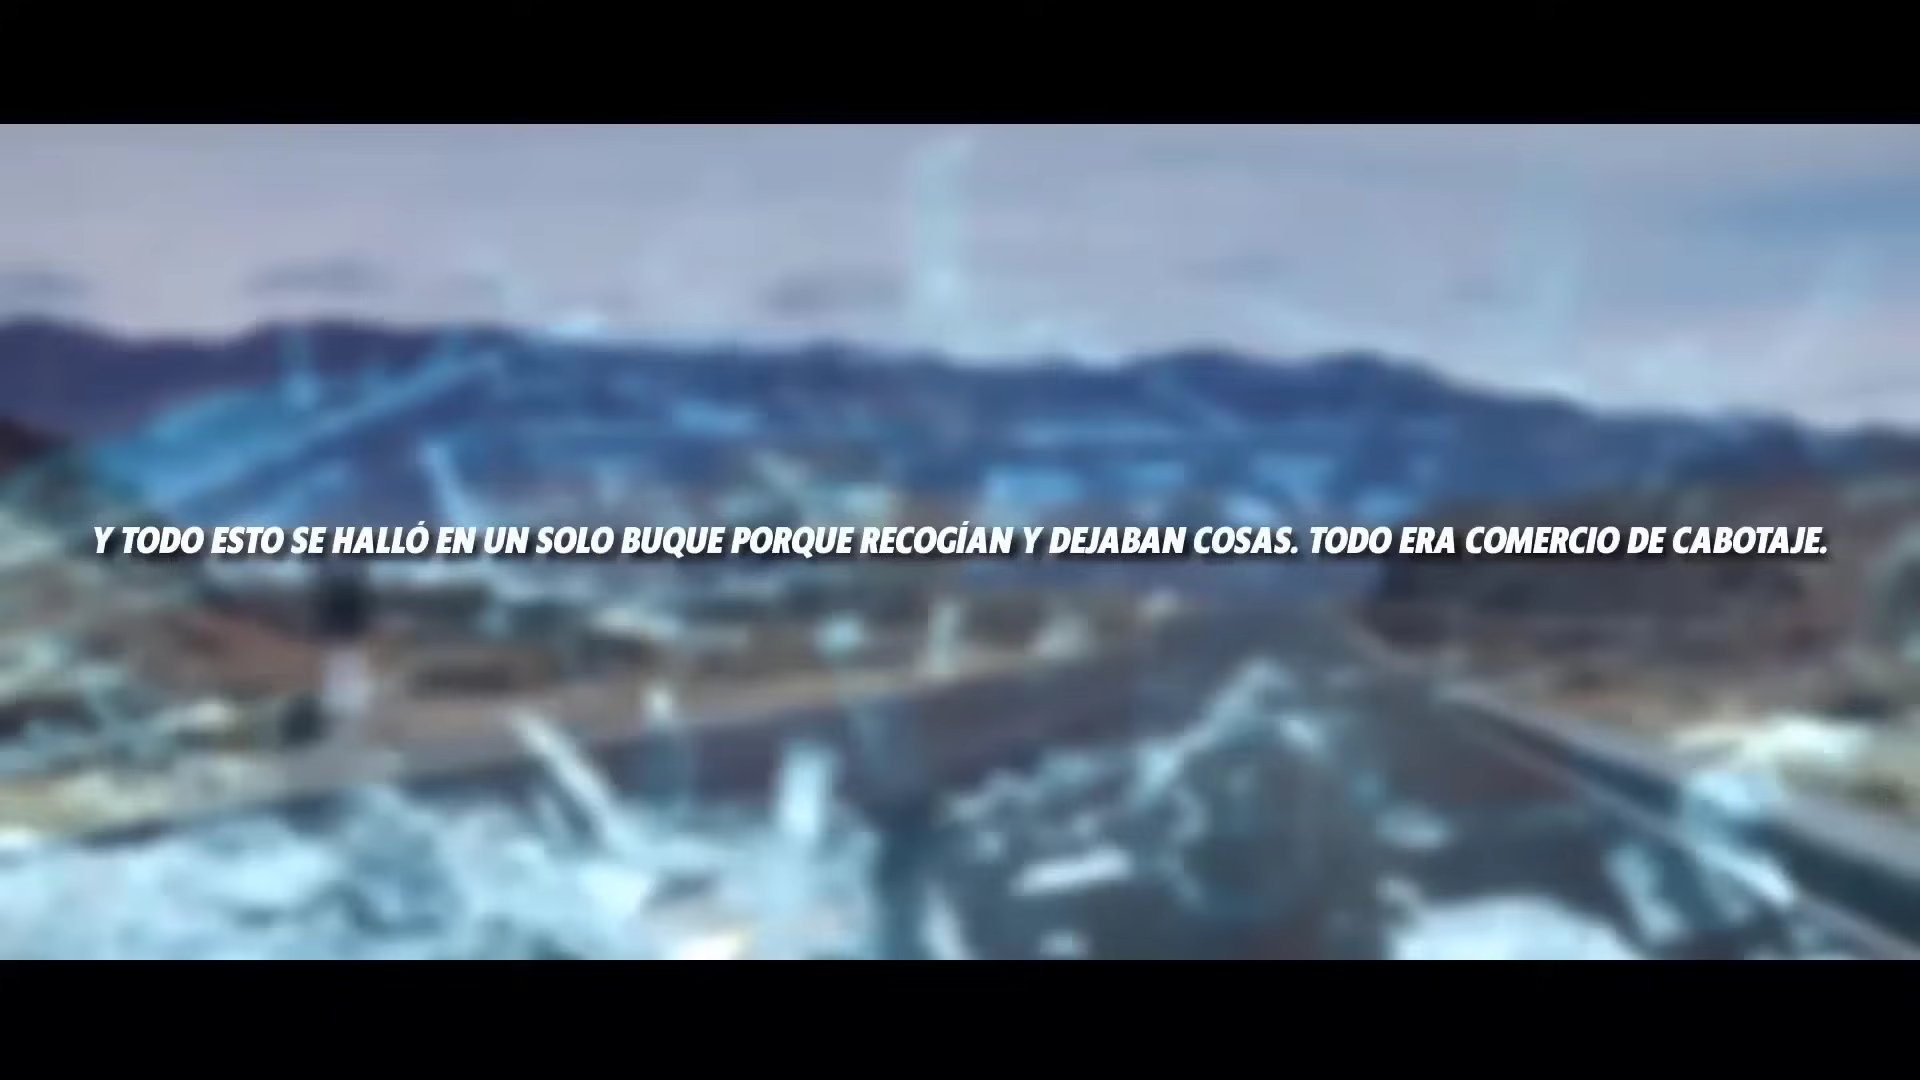 Y TODO ESTO SE HALLÓ EN UN SOLO BUQUE PORQUE RECOGÍAN Y DEJABAN COSAS. TODO ERA COMERCIO DE CABOTAJE.